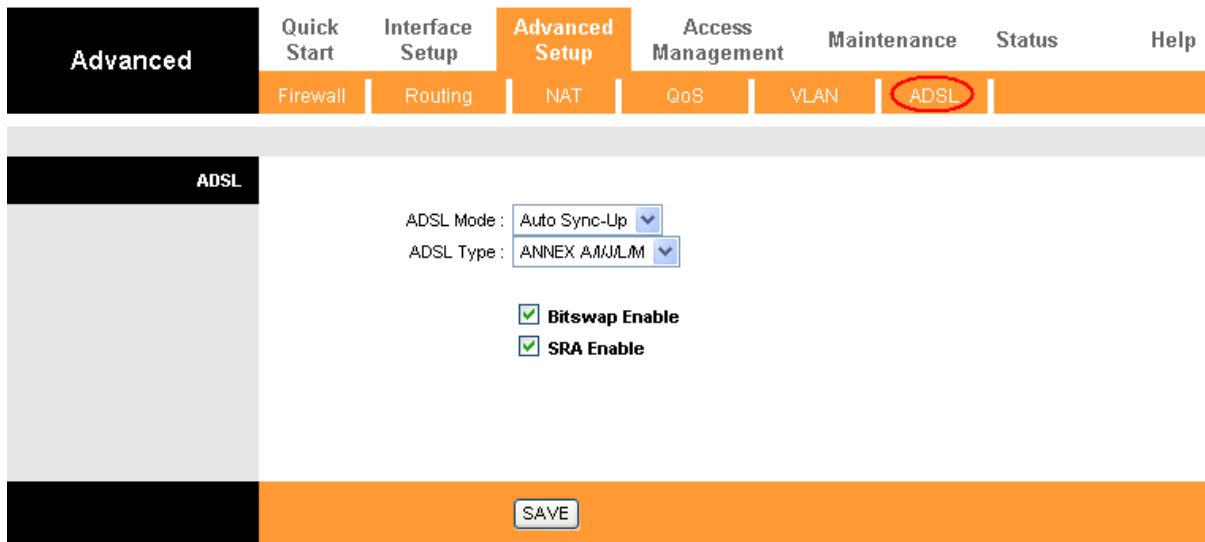 Advanced
Quick Start
Interface Setup
Advanced Setup
Access Management
Maintenance
Status
Help
Firewall
Routing
NAT
QoS
VLAN
ADSL
ADSL
ADSL Mode : Auto Sync-Up
ADSL Type : ANNEX A/I/J/L/M
Bitswap Enable
SRA Enable
SAVE